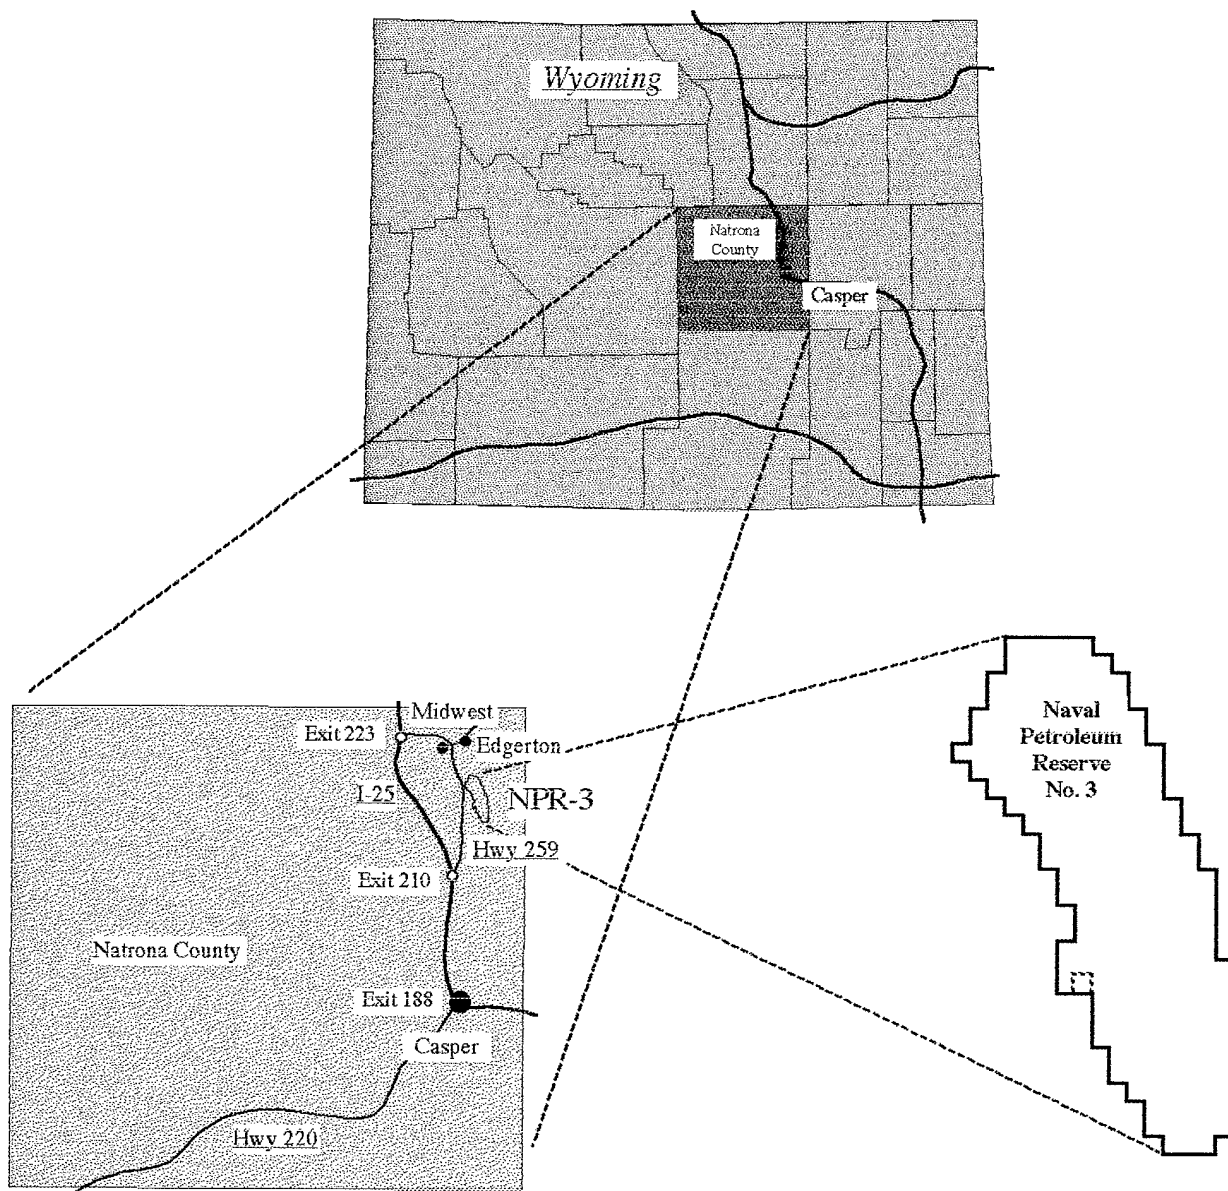 Wyoming
Natrona
County
Casper
Midwest
Exit 223
Edgerton
I-25
NPR-3
Hwy 259
Exit 210
Natrona County
Exit 188
Casper
Hwy 220
Naval
Petroleum
Reserve
No. 3